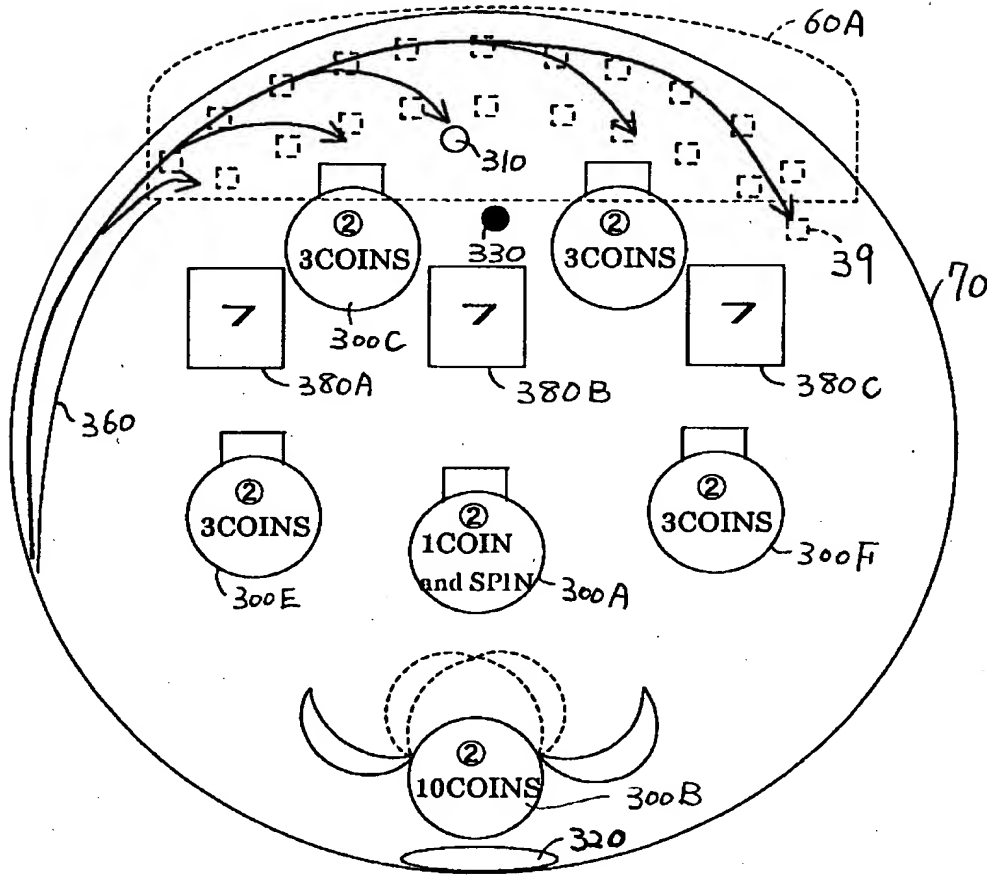 60A
310
②
3COINS
330
②
3COINS
39
70
7
7
7
300C
380A
380B
380C
360
②
3COINS
②
1COIN
and SPIN
②
3COINS
300E
300A
300F
②
10COINS
300B
320